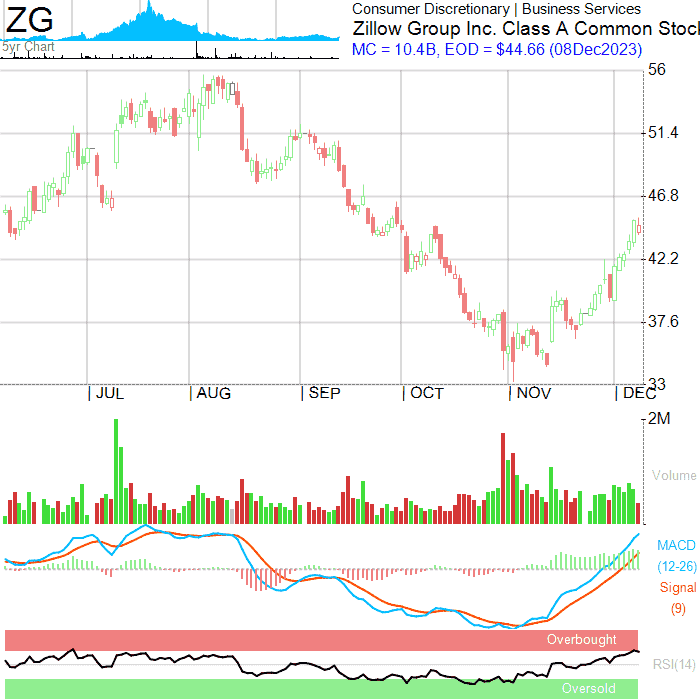 ZG
5yr Chart
Consumer Discretionary | Business Services
Zillow Group Inc. Class A Common Stoc
MC = 10.4B, EOD = $44.66 (08Dec2023)
56
51.4
46.8
42.2
37.6
33
JUL AUG SEP OCT NOV DEC
2M
Volume
MACD
(12-26)
Signal
(9)
Overbought
RSI(14)
Oversold